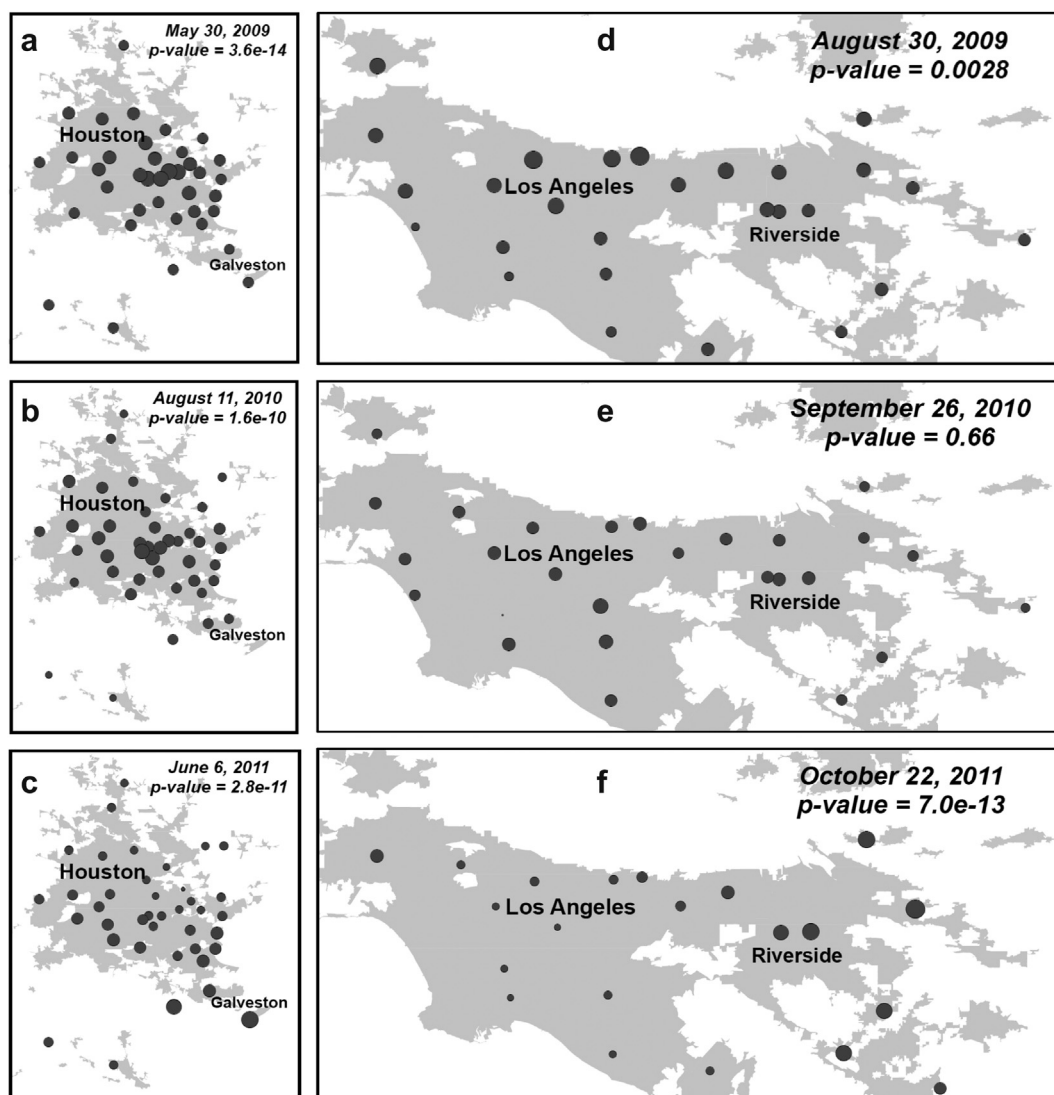 a
May 30, 2009
p-value = 3.6e-14
Houston
Galveston
d
August 30, 2009
p-value = 0.0028
Los Angeles
Riverside
b
August 11, 2010
p-value = 1.6e-10
Houston
Galveston
e
September 26, 2010
p-value = 0.66
Los Angeles
Riverside
c
June 6, 2011
p-value = 2.8e-11
Houston
Galveston
f
October 22, 2011
p-value = 7.0e-13
Los Angeles
Riverside